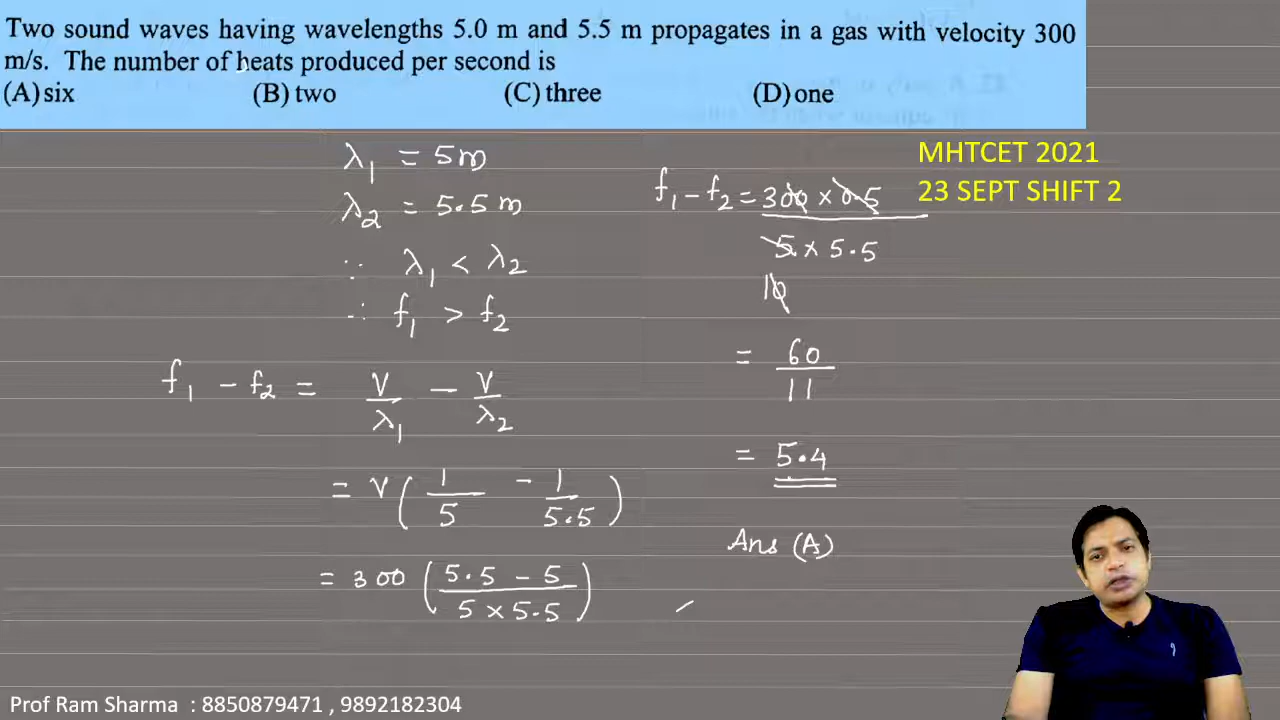 Two sound waves having wavelengths 5.0 m and 5.5 m propagates in a gas with velocity 300
m/s. The number of heats produced per second is
(A) six (B) two (C) three (D) one
MHTCET 2021
23 SEPT SHIFT 2
λ1 = 5m
λ2 = 5.5 m
∵ λ1 < λ2
∴ f1 > f2
f1 - f2 = V/λ1 - V/λ2
= V (1/5 - 1/5.5)
= 300 ((5.5 - 5)/(5 × 5.5))
f1 - f2 = (300 × 0.5)/(5 × 5.5)
10
= 60/11
= 5.4
Ans (A)
Prof Ram Sharma : 8850879471 , 9892182304